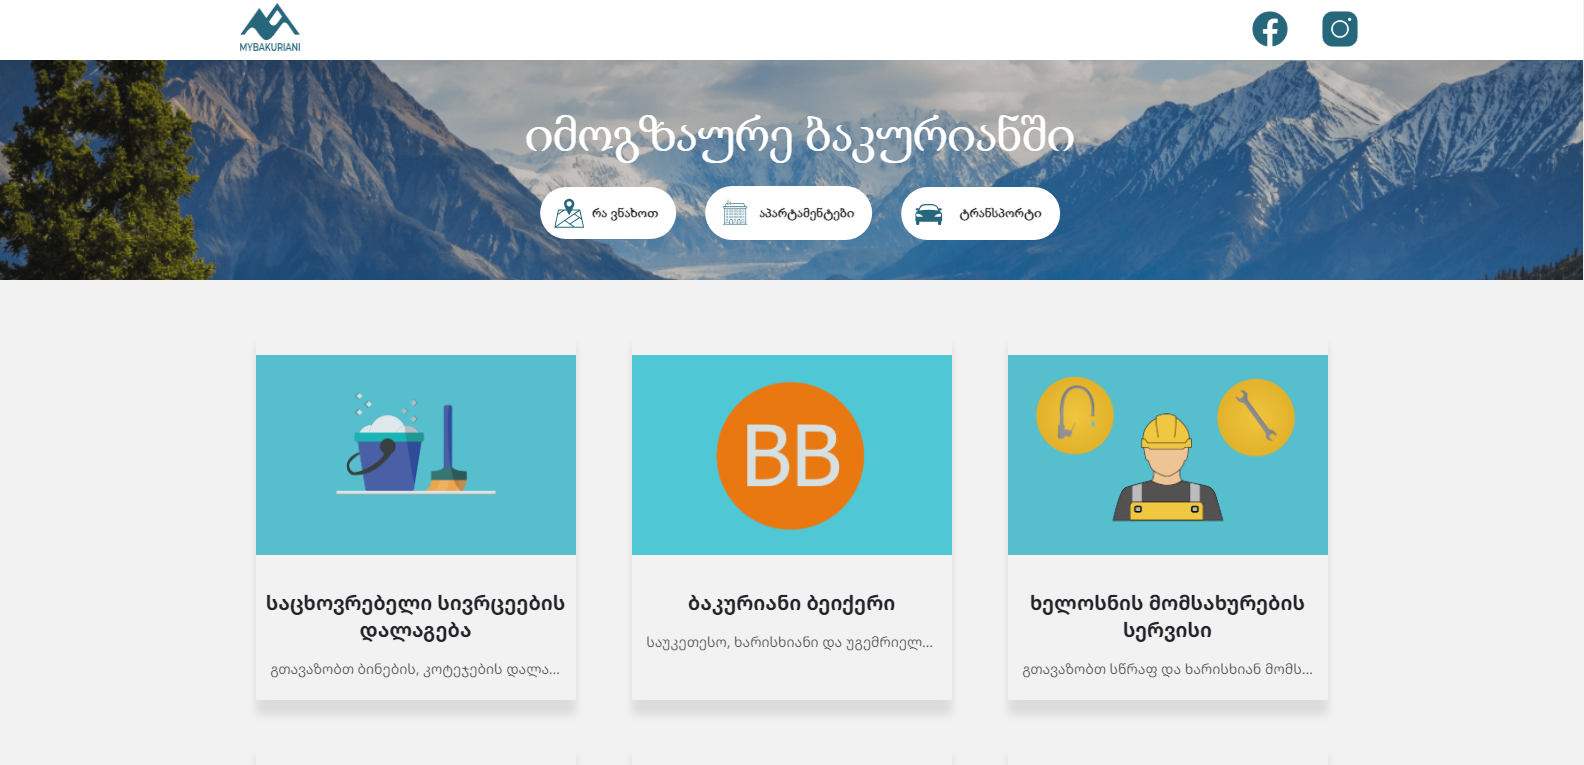 MYBAKURIANI
იმოგზაურე ბაკურიანში
რა ვნახოთ
აპარტამენტები
ტრანსპორტი
BB
საცხოვრებელი სივრცეების
დალაგება
გთავაზობთ ბინების, კოტეჯების დალა...
ბაკურიანი ბეიქერი
საუკეთესო, ხარისხიანი და უგემრიელ...
ხელოსნის მომსახურების
სერვისი
გთავაზობთ სწრაფ და ხარისხიან მომს...